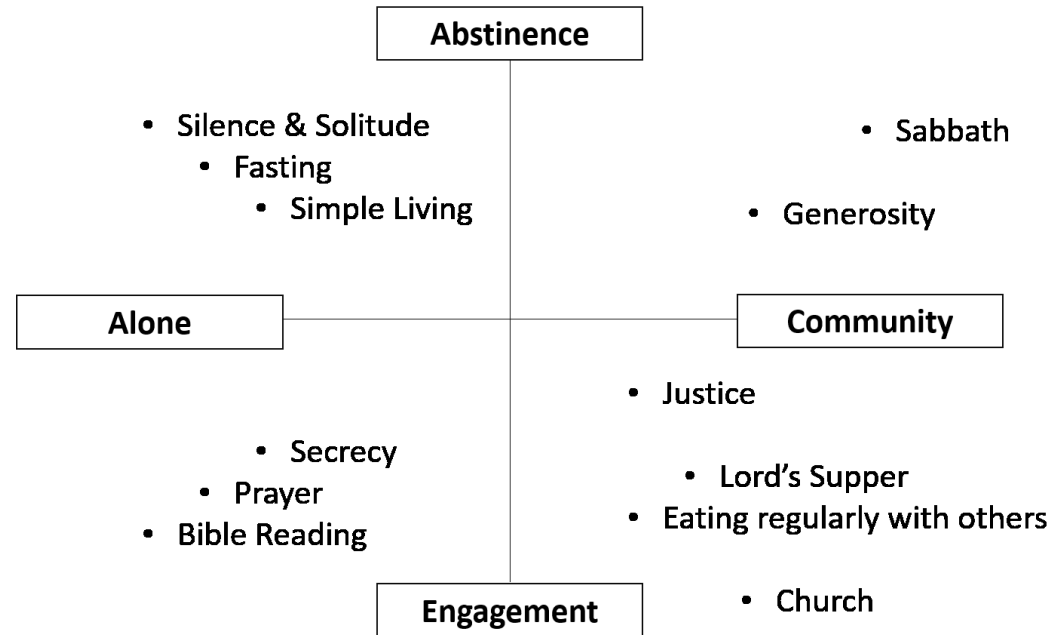 Abstinence
• Silence & Solitude
• Sabbath
• Fasting
• Simple Living
• Generosity
Alone
Community
• Justice
• Secrecy
• Lord’s Supper
• Prayer
• Eating regularly with others
• Bible Reading
• Church
Engagement